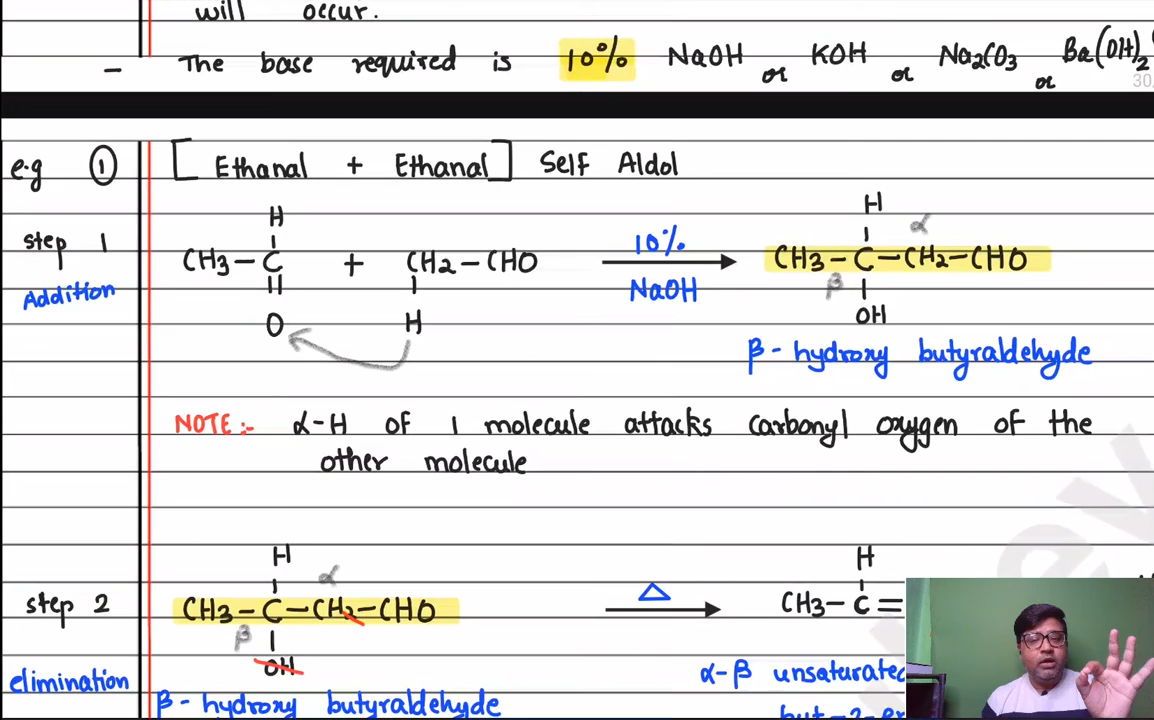 will occur.
– The base required is 10% NaOH or KOH or Na2CO3 or Ba(OH)2
30,
e.g ① [Ethanal + Ethanal] Self Aldol
H H
step 1 CH3–C + CH2–CHO 10% CH3–C–CH2–CHO α
Addition O H NaOH β OH
β-hydroxy butyraldehyde
NOTE :- α-H of 1 molecule attacks carbonyl oxygen of the
other molecule
H α H
step 2 CH3–C–CH2–CHO △ CH3–C=
β OH
elimination α-β unsaturated
β-hydroxy butyraldehyde